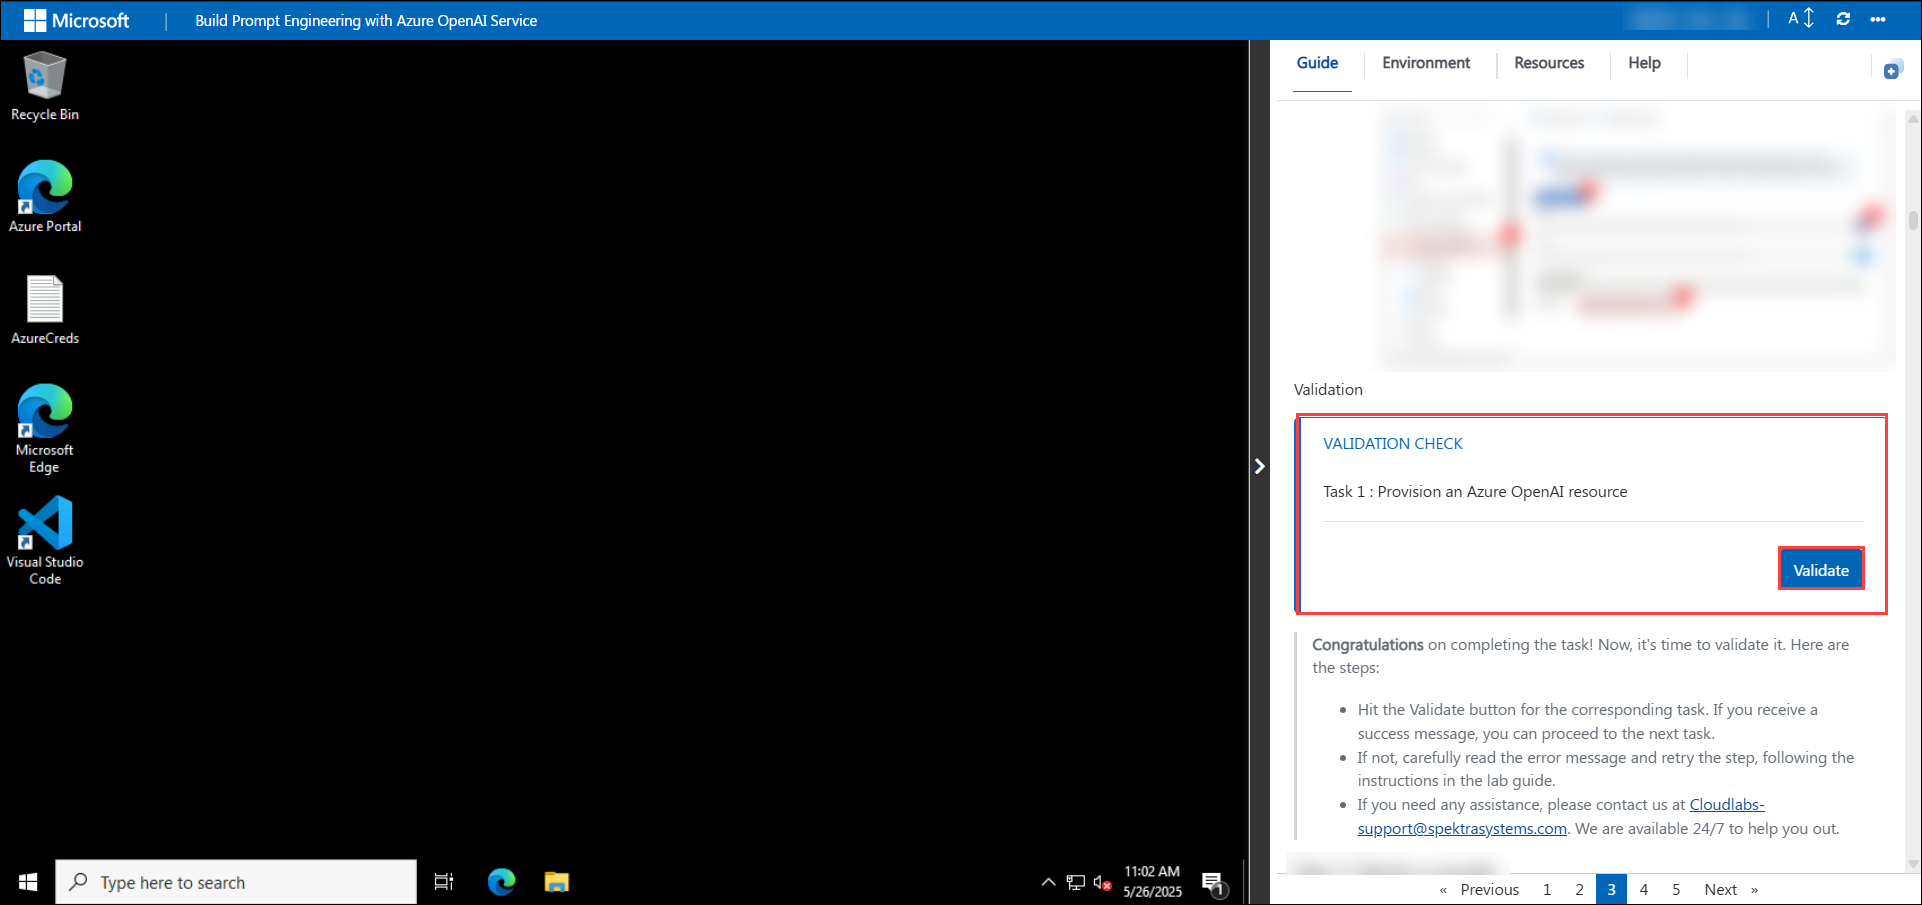 Microsoft
Build Prompt Engineering with Azure OpenAI Service
A
Recycle Bin
Azure Portal
AzureCreds
Microsoft
Edge
Visual Studio
Code
Guide
Environment
Resources
Help
Validation
VALIDATION CHECK
Task 1 : Provision an Azure OpenAI resource
Validate
Congratulations on completing the task! Now, it's time to validate it. Here are
the steps:
Hit the Validate button for the corresponding task. If you receive a
success message, you can proceed to the next task.
If not, carefully read the error message and retry the step, following the
instructions in the lab guide.
If you need any assistance, please contact us at Cloudlabs-
support@spektrasystems.com. We are available 24/7 to help you out.
« Previous 1 2 3 4 5 Next »
Type here to search
11:02 AM
5/26/2025
1